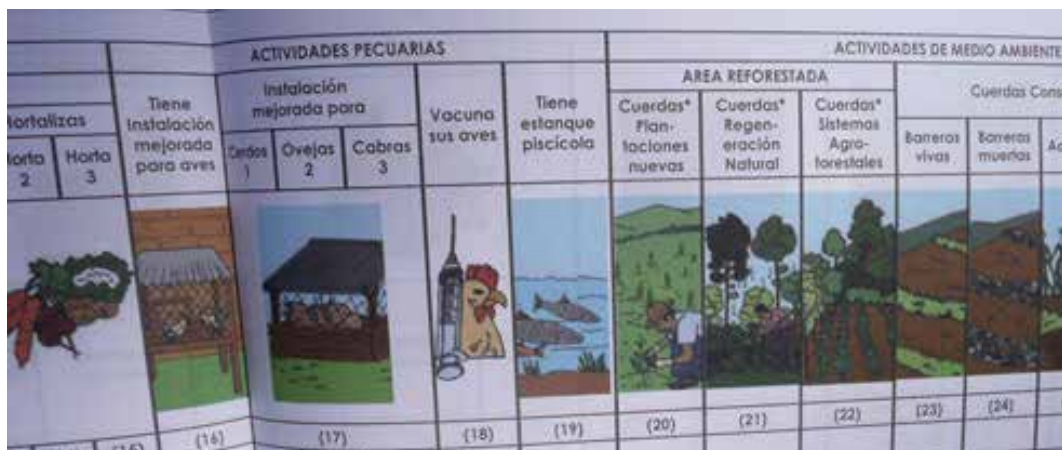 ACTIVIDADES PECUARIAS
ACTIVIDADES DE MEDIO AMBIENTE
Hortalizas
Horta
2
Horta
3
Tiene
Instalación
mejorada
para aves
Instalación
mejorada para
Cerdos
1
Ovejas
2
Cabras
3
Vacuna
sus aves
Tiene
estanque
piscícola
AREA REFORESTADA
Cuerdas*
Plan-
taciones
nuevas
Cuerdas*
Regen-
eración
Natural
Cuerdas*
Sistemas
Agro-
forestales
Cuerdas Cons
Barreras
vivas
Barreras
muertas
(15)
(16)
(17)
(18)
(19)
(20)
(21)
(22)
(23)
(24)